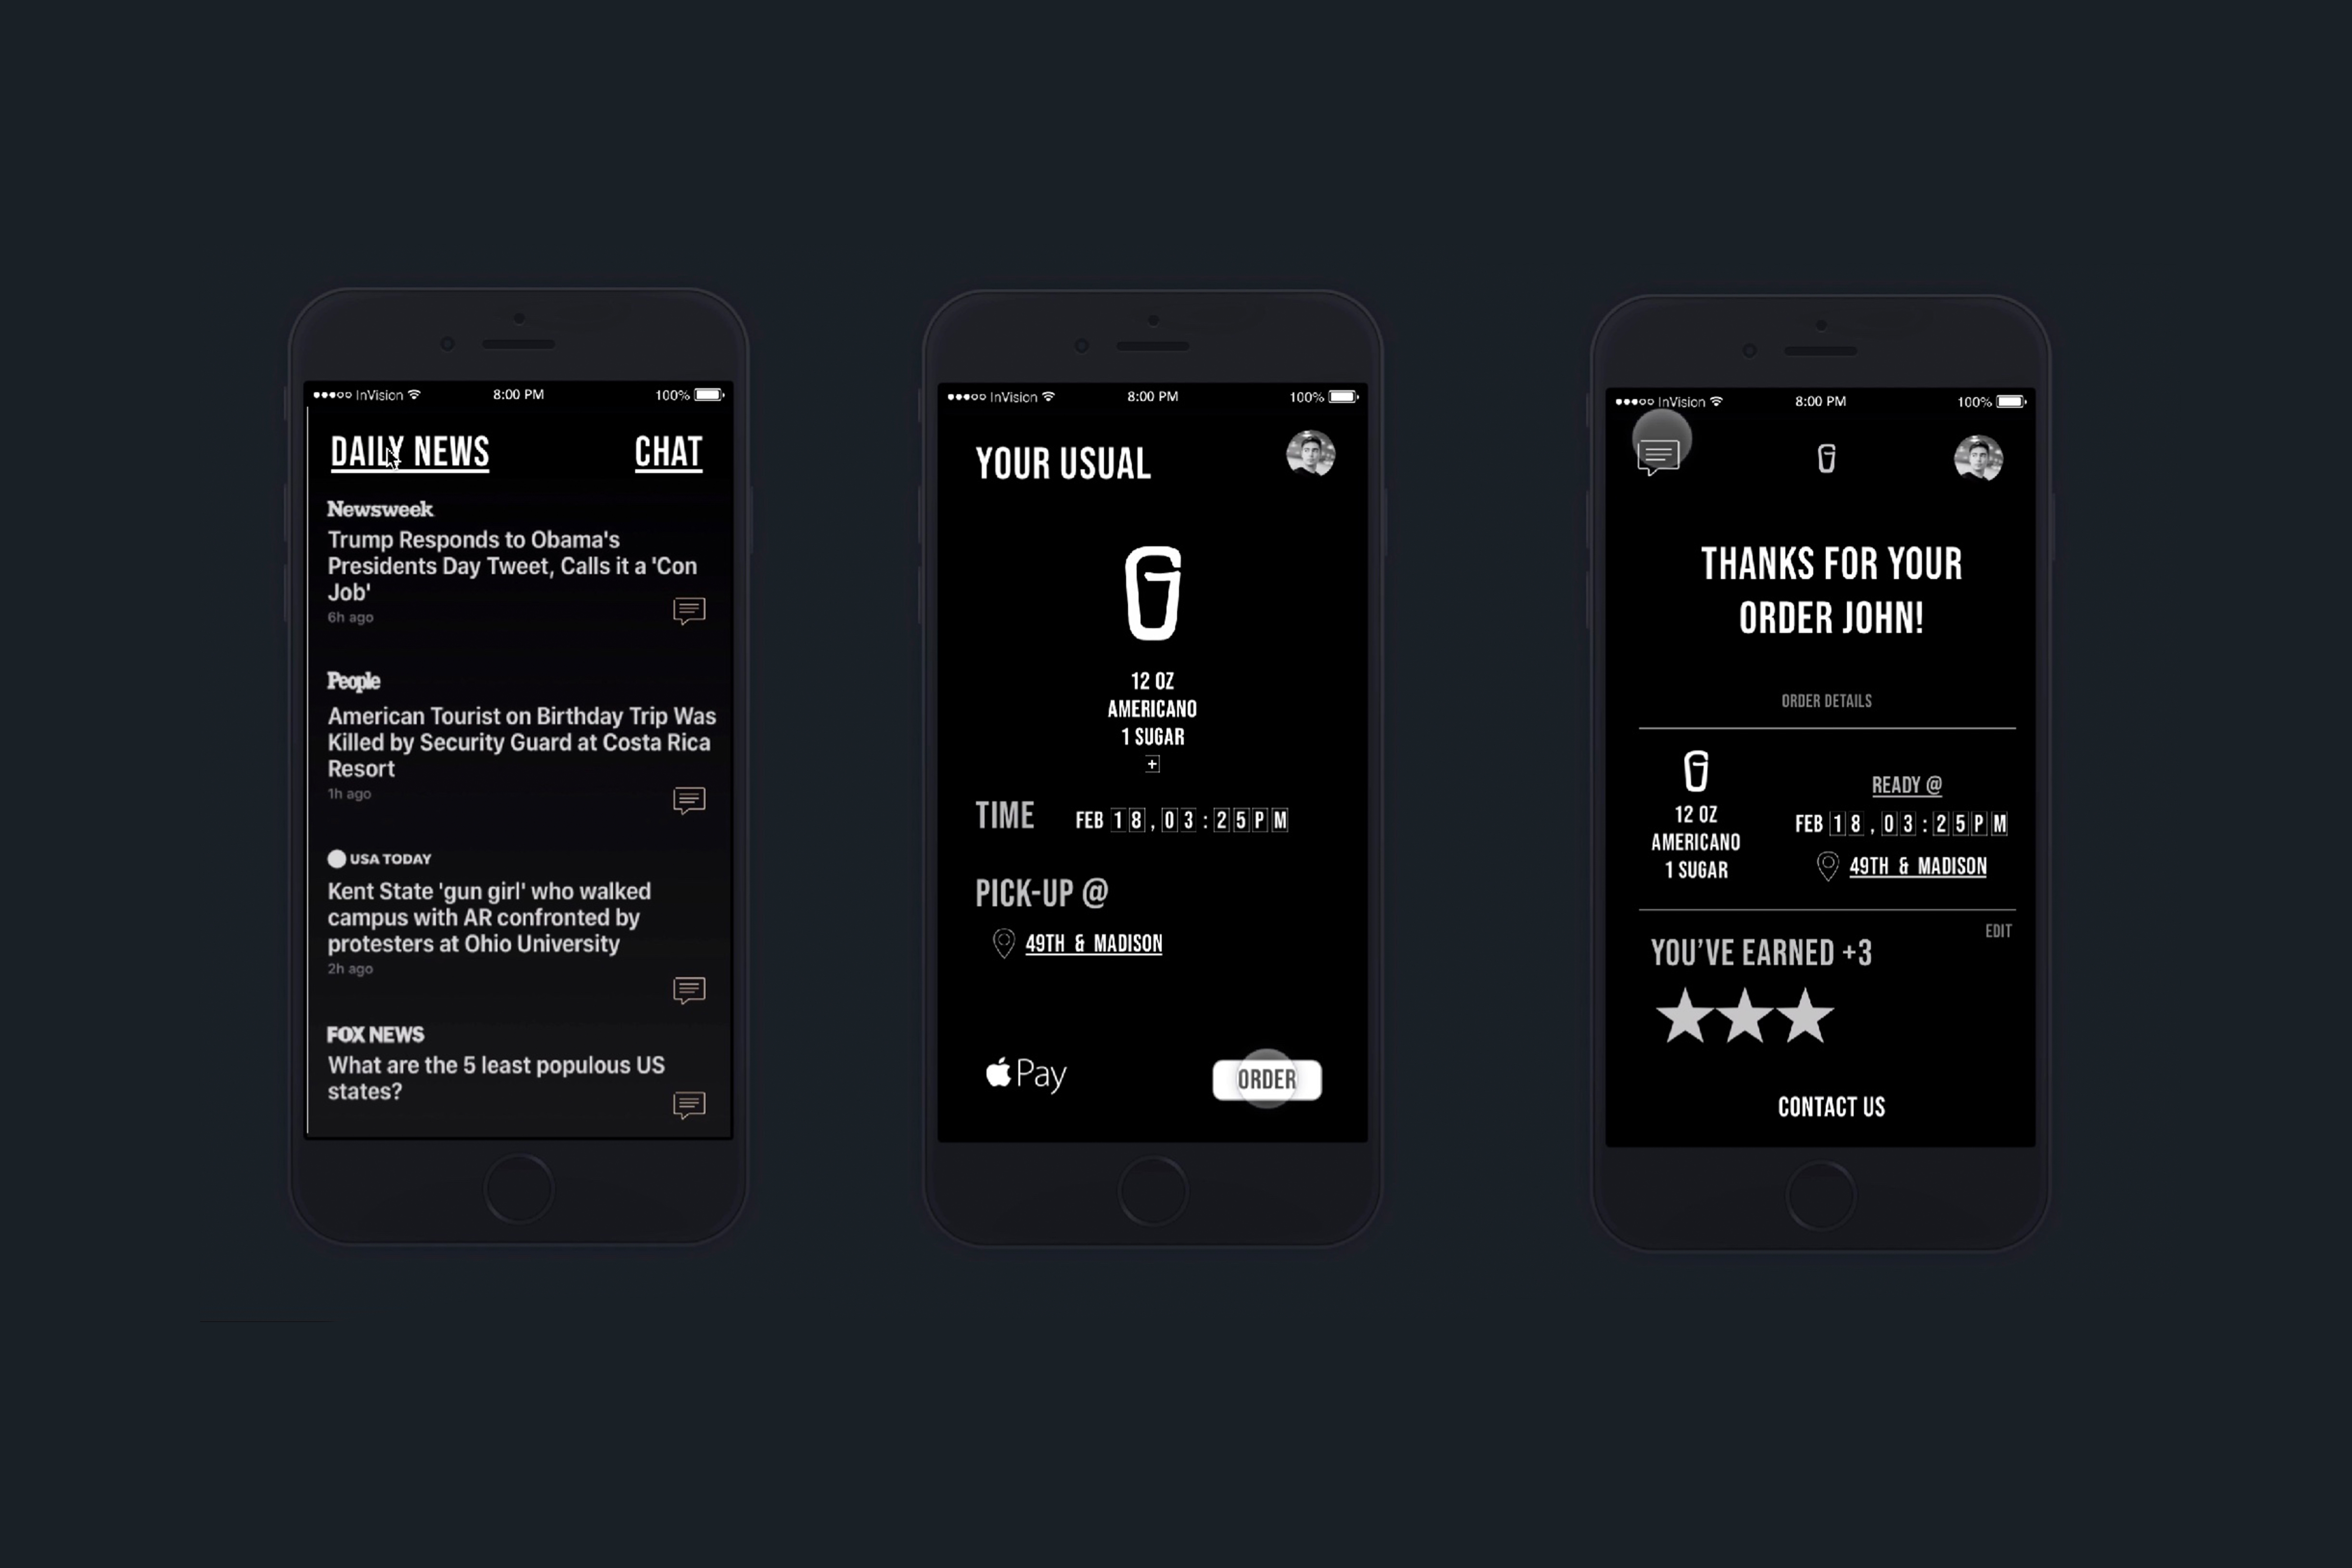 InVision 8:00 PM 100%
DAILY NEWS CHAT
Newsweek
Trump Responds to Obama's
Presidents Day Tweet, Calls it a 'Con
Job'
6h ago
People
American Tourist on Birthday Trip Was
Killed by Security Guard at Costa Rica
Resort
1h ago
USA TODAY
Kent State 'gun girl' who walked
campus with AR confronted by
protesters at Ohio University
2h ago
FOX NEWS
What are the 5 least populous US
states?
InVision 8:00 PM 100%
YOUR USUAL
12 OZ
AMERICANO
1 SUGAR
+
TIME FEB 18, 03:25PM
PICK-UP @
49TH & MADISON
Pay ORDER
InVision 8:00 PM 100%
THANKS FOR YOUR
ORDER JOHN!
ORDER DETAILS
12 OZ
AMERICANO
1 SUGAR
READY @
FEB 18, 03:25PM
49TH & MADISON
EDIT
YOU'VE EARNED +3
CONTACT US